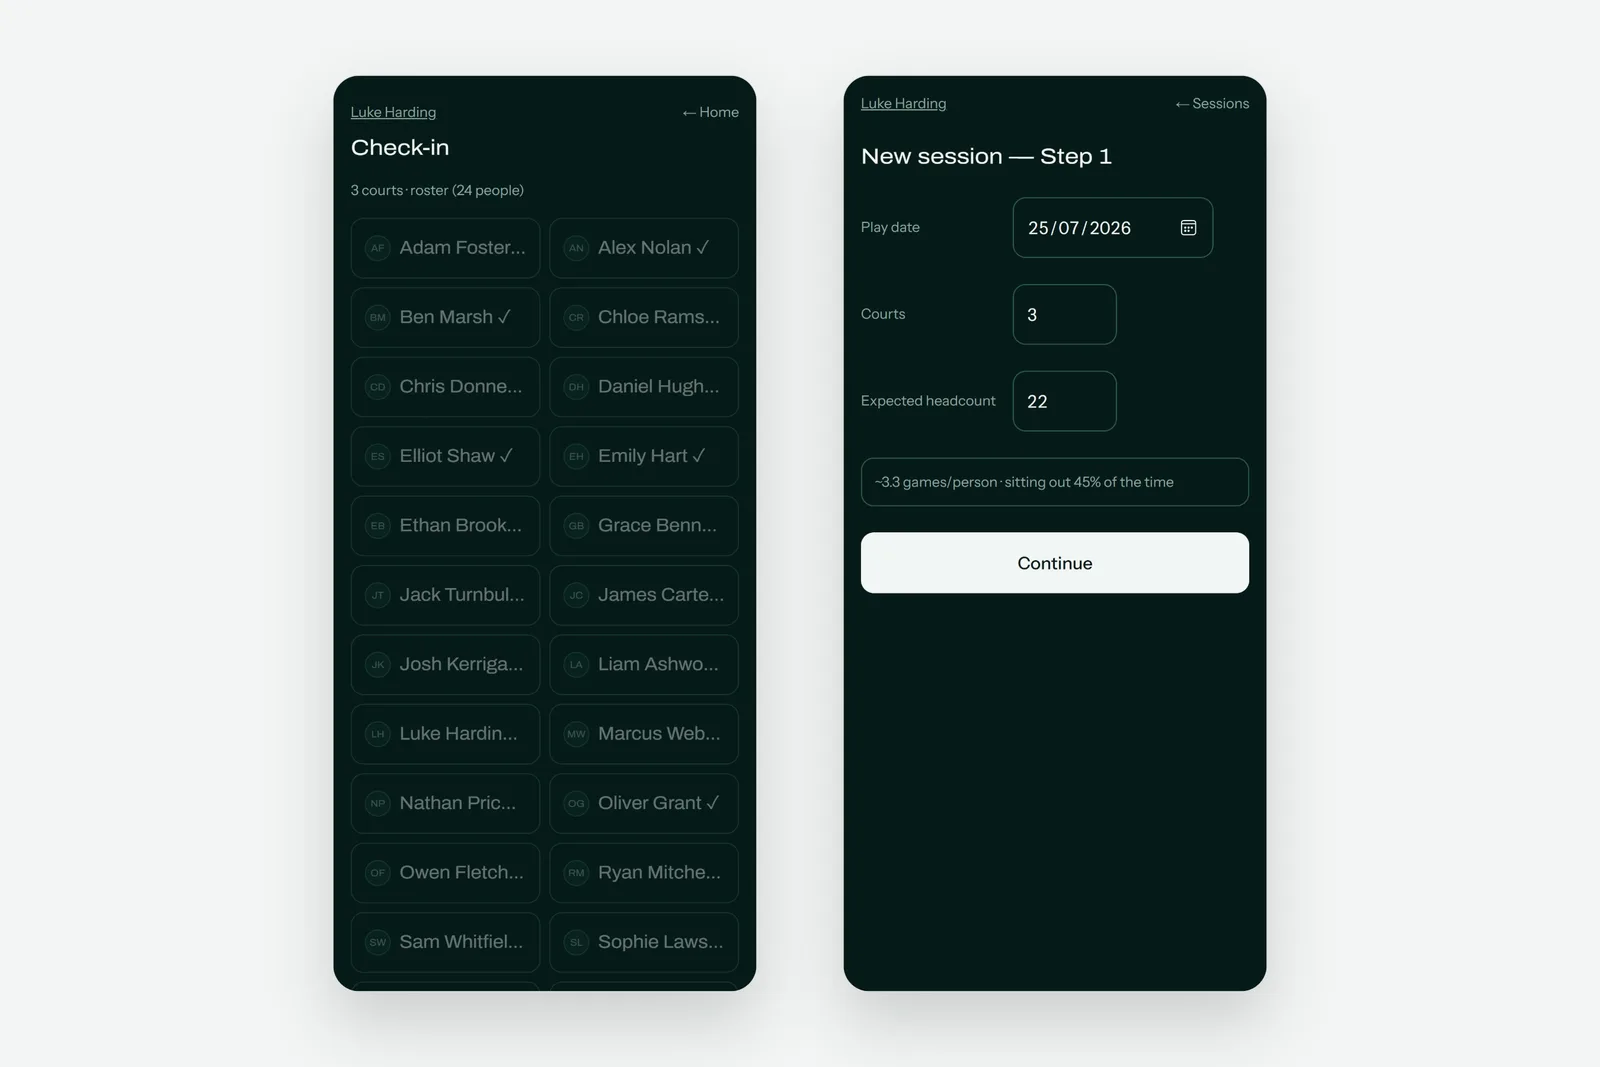 Luke Harding
← Home
Check-in
3 courts · roster (24 people)
AF Adam Foster...
AN Alex Nolan ✓
BM Ben Marsh ✓
CR Chloe Rams...
CD Chris Donne...
DH Daniel Hugh...
ES Elliot Shaw ✓
EH Emily Hart ✓
EB Ethan Brook...
GB Grace Benn...
JT Jack Turnbul...
JC James Carte...
JK Josh Kerriga...
LA Liam Ashwo...
LH Luke Hardin...
MW Marcus Web...
NP Nathan Pric...
OG Oliver Grant ✓
OF Owen Fletch...
RM Ryan Mitche...
SW Sam Whitfiel...
SL Sophie Laws...
Luke Harding
← Sessions
New session — Step 1
Play date
25/07/2026
Courts
3
Expected headcount
22
~3.3 games/person · sitting out 45% of the time
Continue